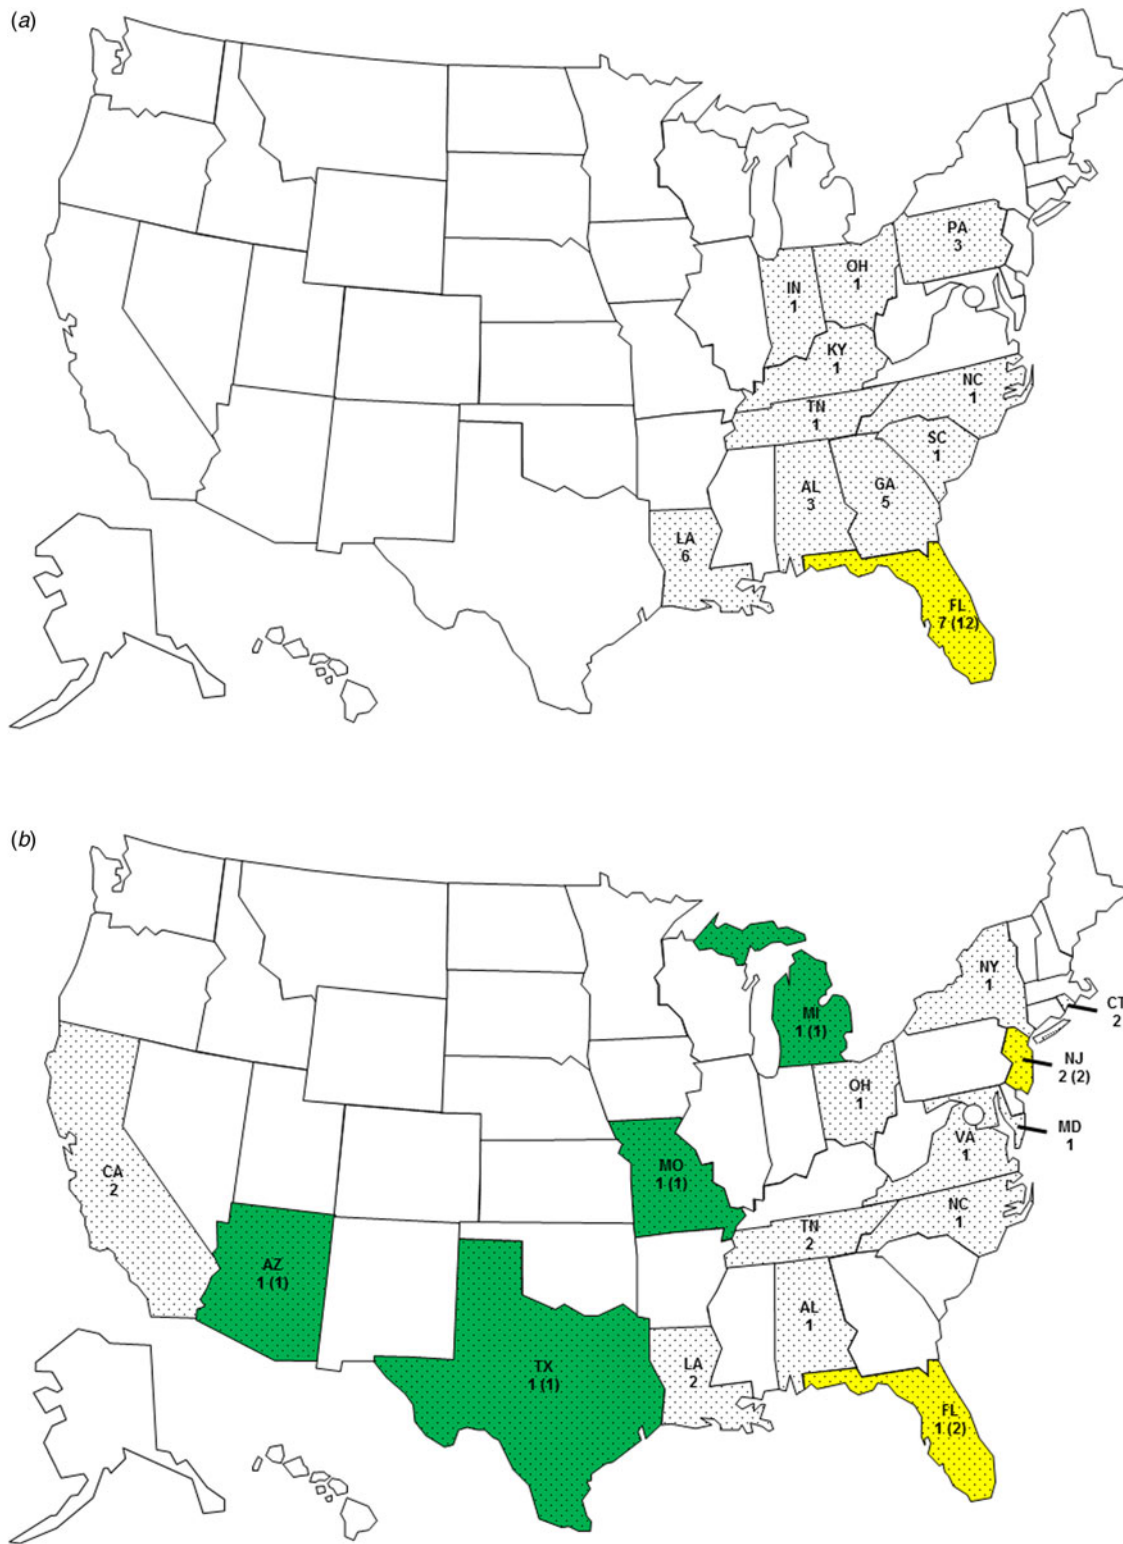 (a)
PA
3
OH
1
IN
1
KY
1
NC
1
TN
1
SC
1
AL
3
GA
5
LA
6
FL
7 (12)
(b)
NY
1
CT
2
MI
1 (1)
NJ
2 (2)
OH
1
MD
1
VA
1
MO
1 (1)
CA
2
NC
1
TN
2
AZ
1 (1)
AL
1
TX
1 (1)
LA
2
FL
1 (2)